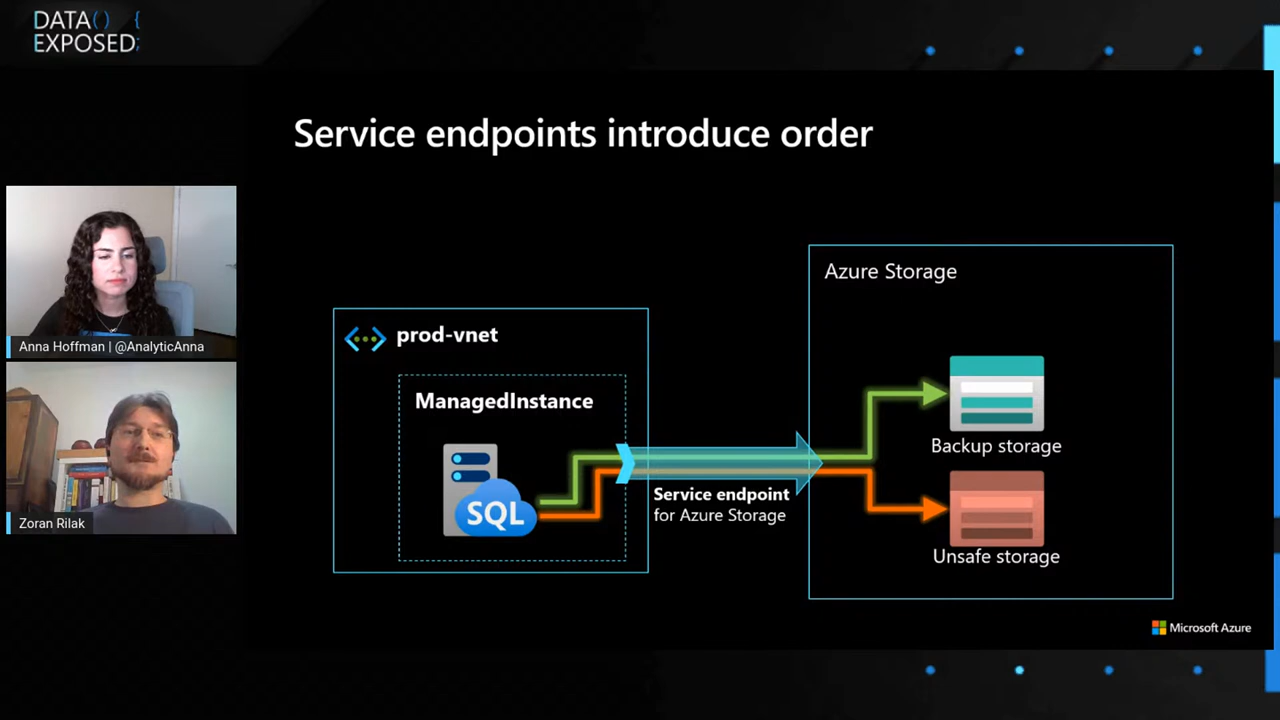 DATA() {
EXPOSED;
Service endpoints introduce order
Azure Storage
prod-vnet
ManagedInstance
SQL
Service endpoint
for Azure Storage
Backup storage
Unsafe storage
Anna Hoffman | @AnalyticAnna
Zoran Rilak
Microsoft Azure